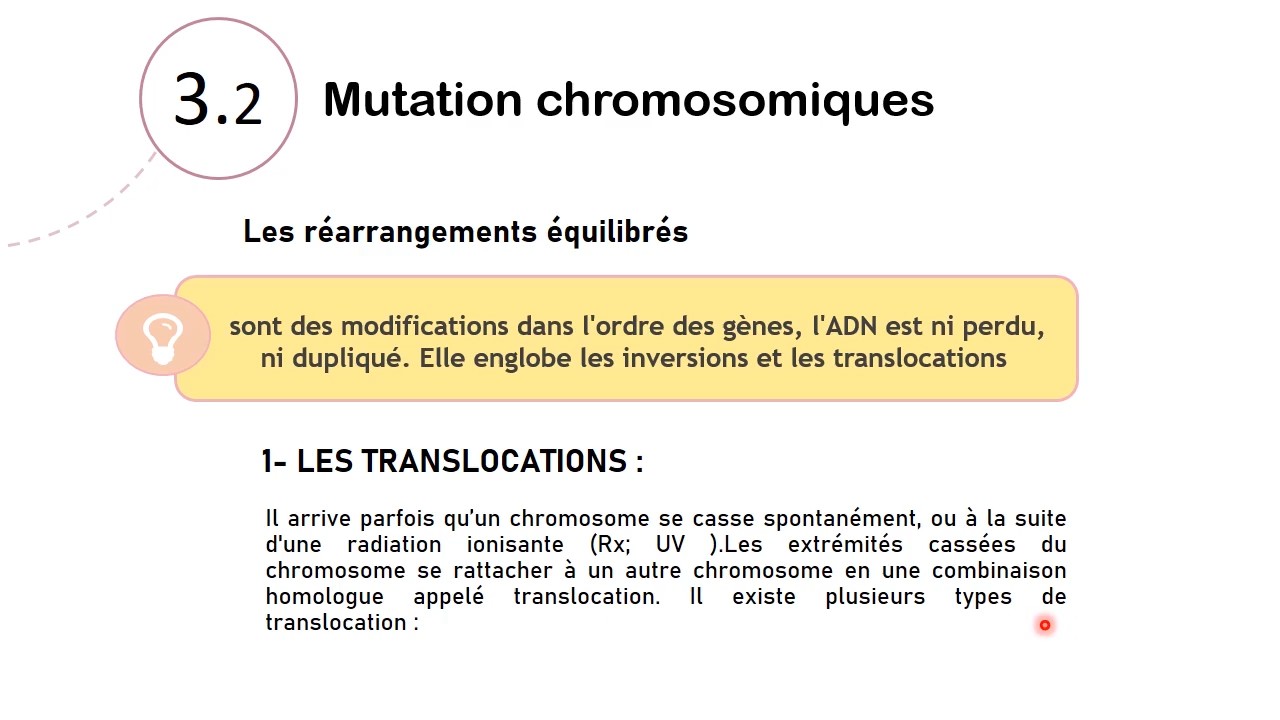 3.2
Mutation chromosomiques
Les réarrangements équilibrés
sont des modifications dans l'ordre des gènes, l'ADN est ni perdu,
ni dupliqué. Elle englobe les inversions et les translocations
1- LES TRANSLOCATIONS :
Il arrive parfois qu’un chromosome se casse spontanément, ou à la suite
d'une radiation ionisante (Rx; UV ).Les extrémités cassées du
chromosome se rattacher à un autre chromosome en une combinaison
homologue appelé translocation. Il existe plusieurs types de
translocation :